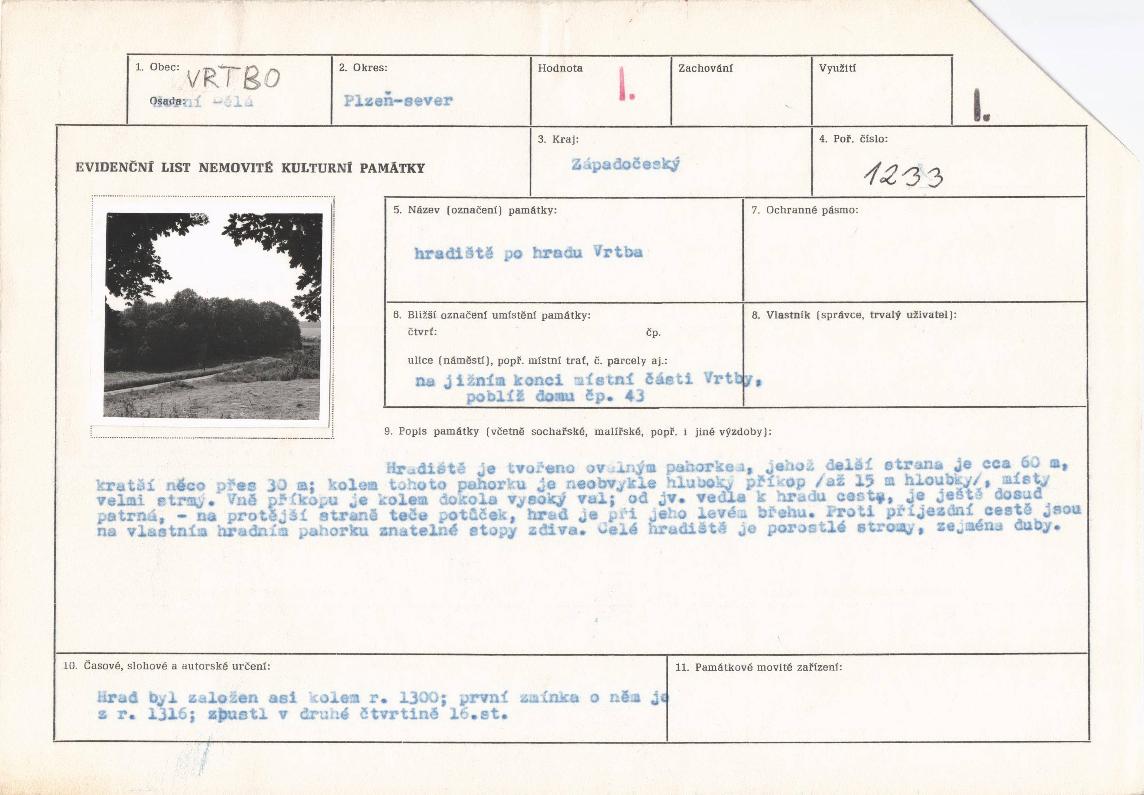 1. Obec: VRTBO
Osada: Horní Bělá
2. Okres:
Plzeň-sever
Hodnota
1.
Zachování
Využití
1.
EVIDENČNÍ LIST NEMOVITÉ KULTURNÍ PAMÁTKY
3. Kraj:
Západočeský
4. Poř. číslo:
1233
5. Název (označení) památky:
hradiště po hradu Vrtba
7. Ochranné pásmo:
6. Bližší označení umístění památky:
čtvrť: čp.
ulice (náměstí), popř. místní trať, č. parcely aj.:
na jižním konci místní části Vrtby,
poblíž domu čp. 43
8. Vlastník (správce, trvalý uživatel):
9. Popis památky (včetně sochařské, malířské, popř. i jiné výzdoby):
Hradiště je tvořeno oválným pahorkem, jehož delší strana je cca 60 m,
kratší něco přes 30 m; kolem tohoto pahorku je neobvykle hluboký příkop /až 15 m hloubky/, místy
velmi strmý. Vně příkopu je kolem dokola vysoký val; od jv. vedla k hradu cesta, je ještě dosud
patrná, - na protější straně teče potůček, hrad je při jeho levém břehu. Proti příjezdní cestě jsou
na vlastním hradním pahorku znatelné stopy zdiva. Celé hradiště je porostlé stromy, zejména duby.
10. Časové, slohové a autorské určení:
Hrad byl založen asi kolem r. 1300; první zmínka o něm je
z r. 1316; zpustl v druhé čtvrtině 16.st.
11. Památkové movité zařízení: